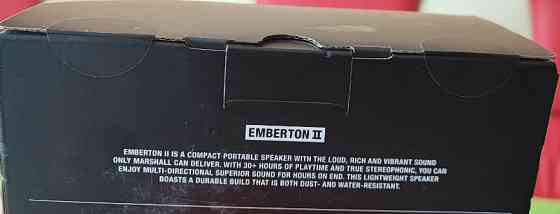 EMBERTON II
EMBERTON II IS A COMPACT PORTABLE SPEAKER WITH THE LOUD, RICH AND VIBRANT SOUND
ONLY MARSHALL CAN DELIVER. WITH 30+ HOURS OF PLAYTIME AND TRUE STEREOPHONIC, YOU CAN
ENJOY MULTI-DIRECTIONAL SUPERIOR SOUND FOR HOURS ON END. THIS LIGHTWEIGHT SPEAKER
BOASTS A DURABLE BUILD THAT IS BOTH DUST- AND WATER-RESISTANT.